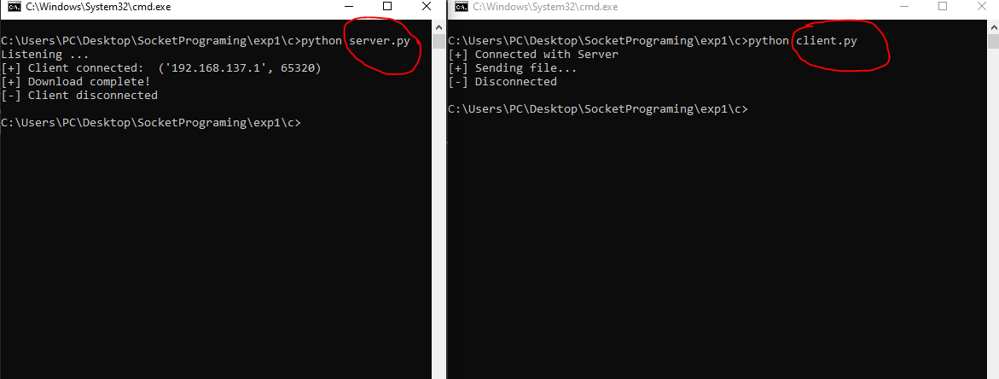 C:\Windows\System32\cmd.exe
C:\Users\PC\Desktop\SocketPrograming\exp1\c>python server.py
Listening ...
[+] Client connected:  ('192.168.137.1', 65320)
[+] Download complete!
[-] Client disconnected
C:\Users\PC\Desktop\SocketPrograming\exp1\c>
C:\Windows\System32\cmd.exe
C:\Users\PC\Desktop\SocketPrograming\exp1\c>python client.py
[+] Connected with Server
[+] Sending file...
[-] Disconnected
C:\Users\PC\Desktop\SocketPrograming\exp1\c>